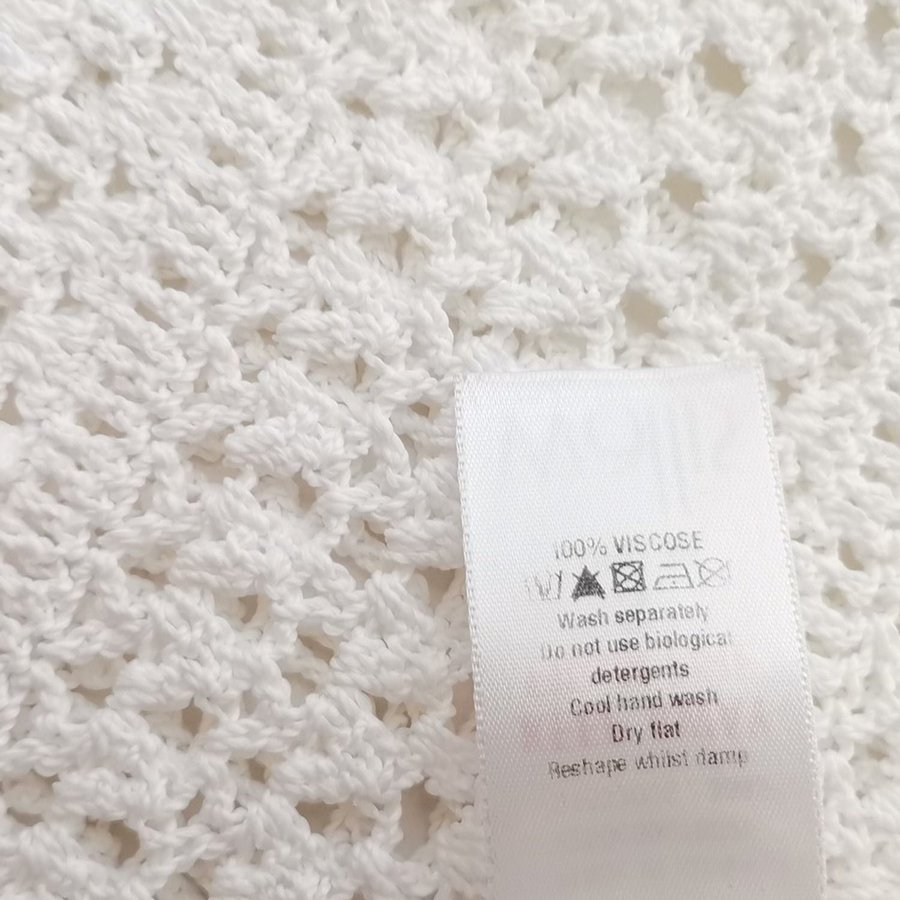 100% VISCOSE
Wash separately
Do not use biological
detergents
Cool hand wash
Dry flat
Reshape whilst damp